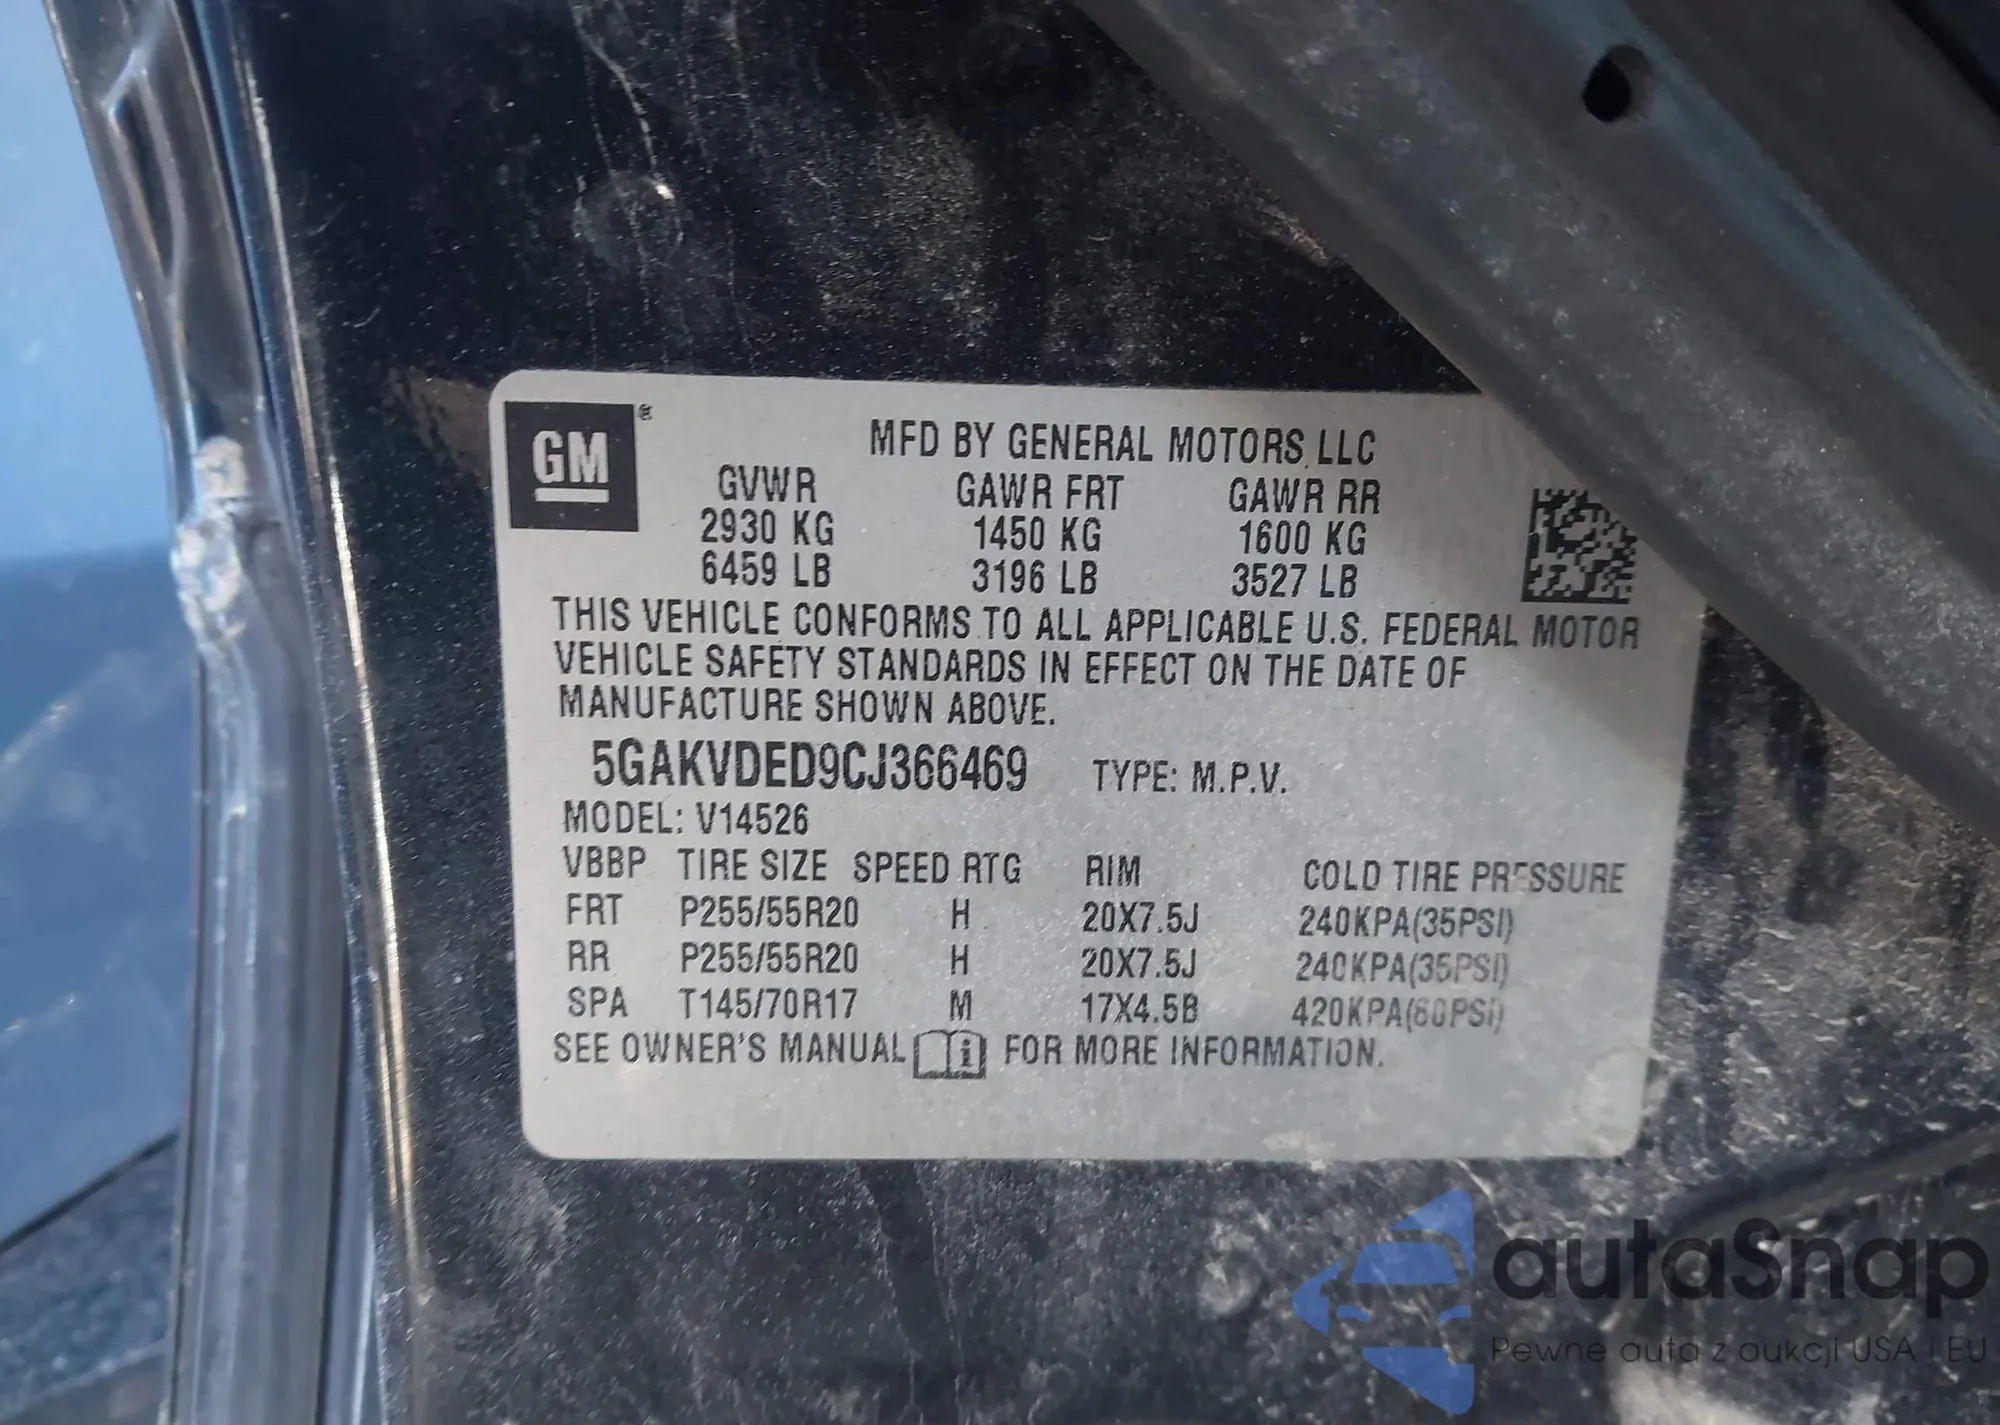 GM ®
MFD BY GENERAL MOTORS LLC
GVWR GAWR FRT GAWR RR
2930 KG 1450 KG 1600 KG
6459 LB 3196 LB 3527 LB
THIS VEHICLE CONFORMS TO ALL APPLICABLE U.S. FEDERAL MOTOR
VEHICLE SAFETY STANDARDS IN EFFECT ON THE DATE OF
MANUFACTURE SHOWN ABOVE.
5GAKVDED9CJ366469 TYPE: M.P.V.
MODEL: V14526
VBBP TIRE SIZE SPEED RTG RIM COLD TIRE PRESSURE
FRT P255/55R20 H 20X7.5J 240KPA(35PSI)
RR P255/55R20 H 20X7.5J 240KPA(35PSI)
SPA T145/70R17 M 17X4.5B 420KPA(60PSI)
SEE OWNER'S MANUAL FOR MORE INFORMATION.
autaSnap
Pewne auta z aukcji USA i EU